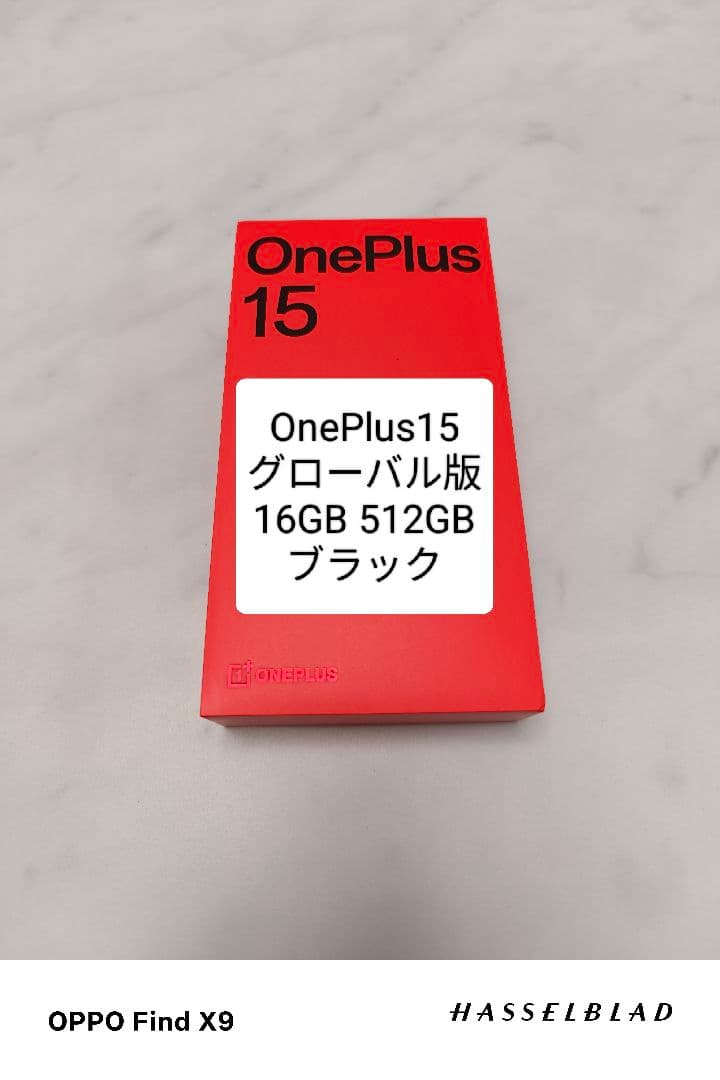 OnePlus
15
OnePlus15
グローバル版
16GB 512GB
ブラック
ONEPLUS
OPPO Find X9
HASSELBLAD